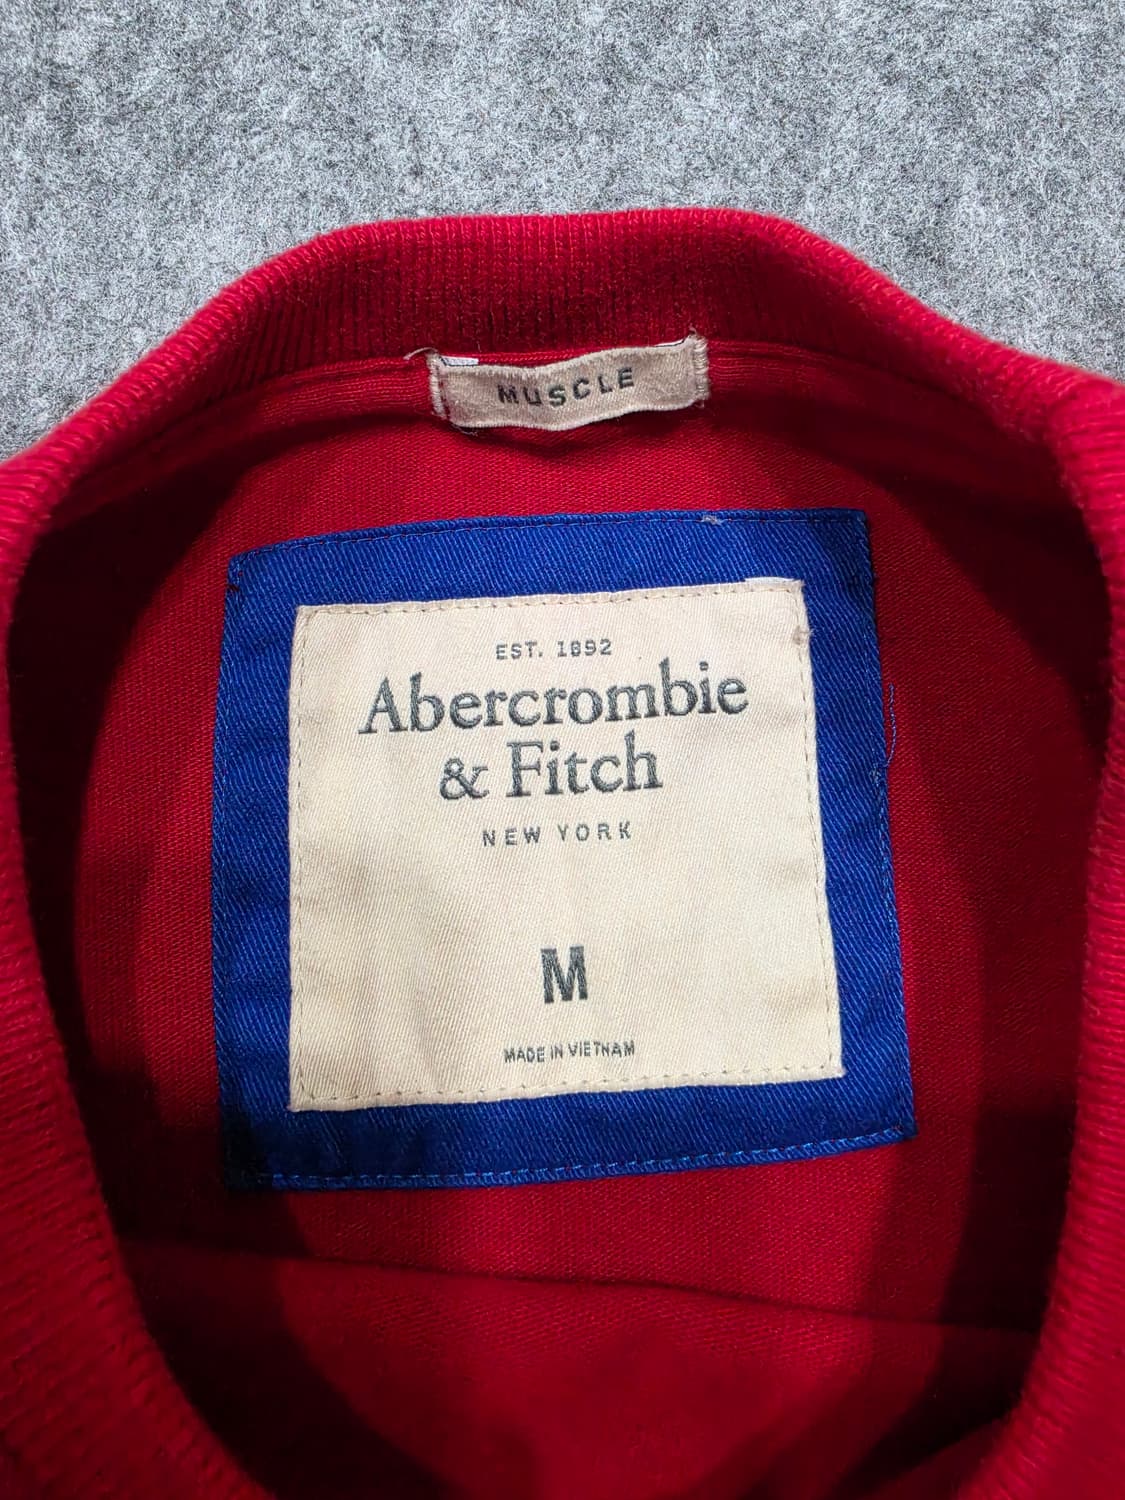 MUSCLE
EST. 1892
Abercrombie
& Fitch
NEW YORK
M
MADE IN VIETNAM